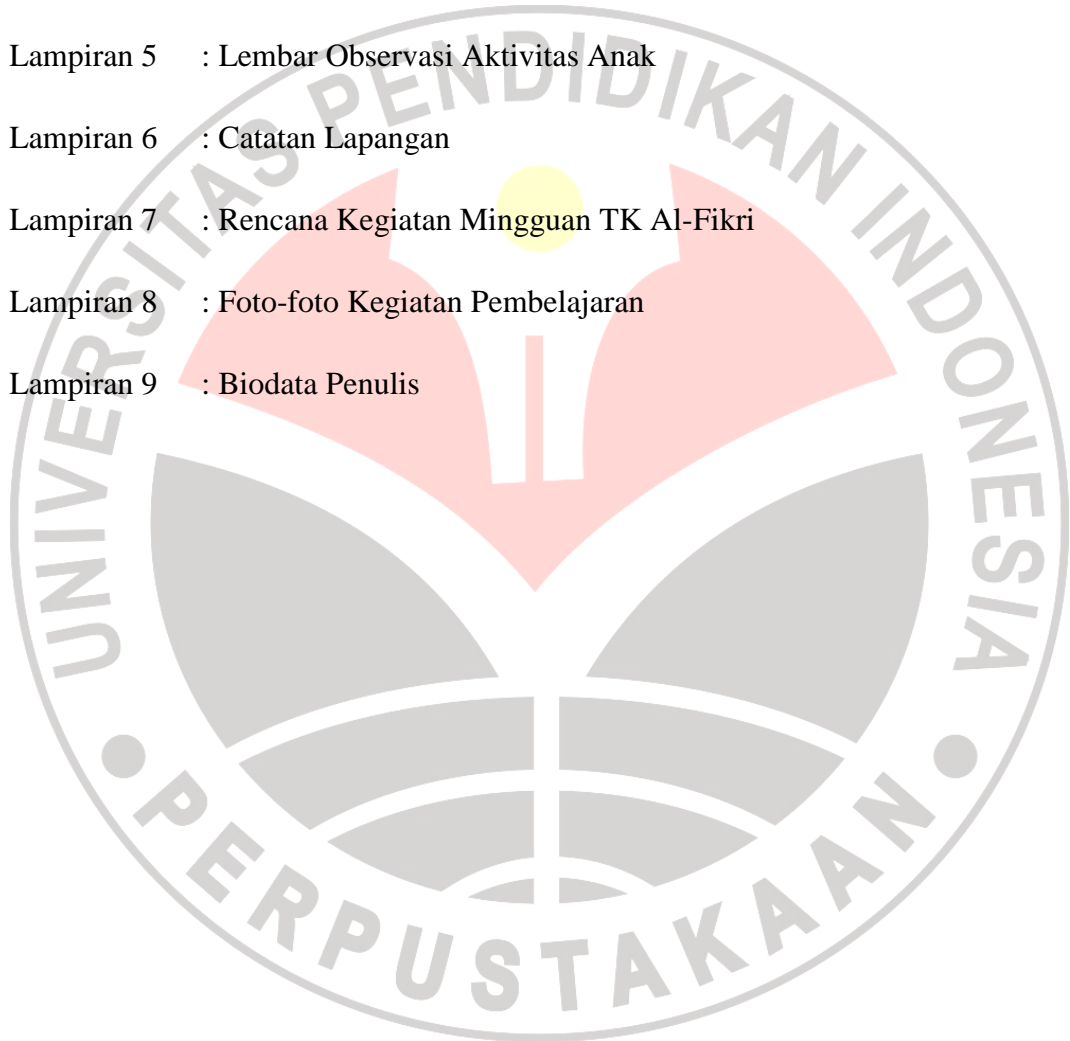 Lampiran 5 : Lembar Observasi Aktivitas Anak
Lampiran 6 : Catatan Lapangan
Lampiran 7 : Rencana Kegiatan Mingguan TK Al-Fikri
Lampiran 8 : Foto-foto Kegiatan Pembelajaran
Lampiran 9 : Biodata Penulis
UNIVERSITAS PENDIDIKAN INDONESIA
PERPUSTAKAAN